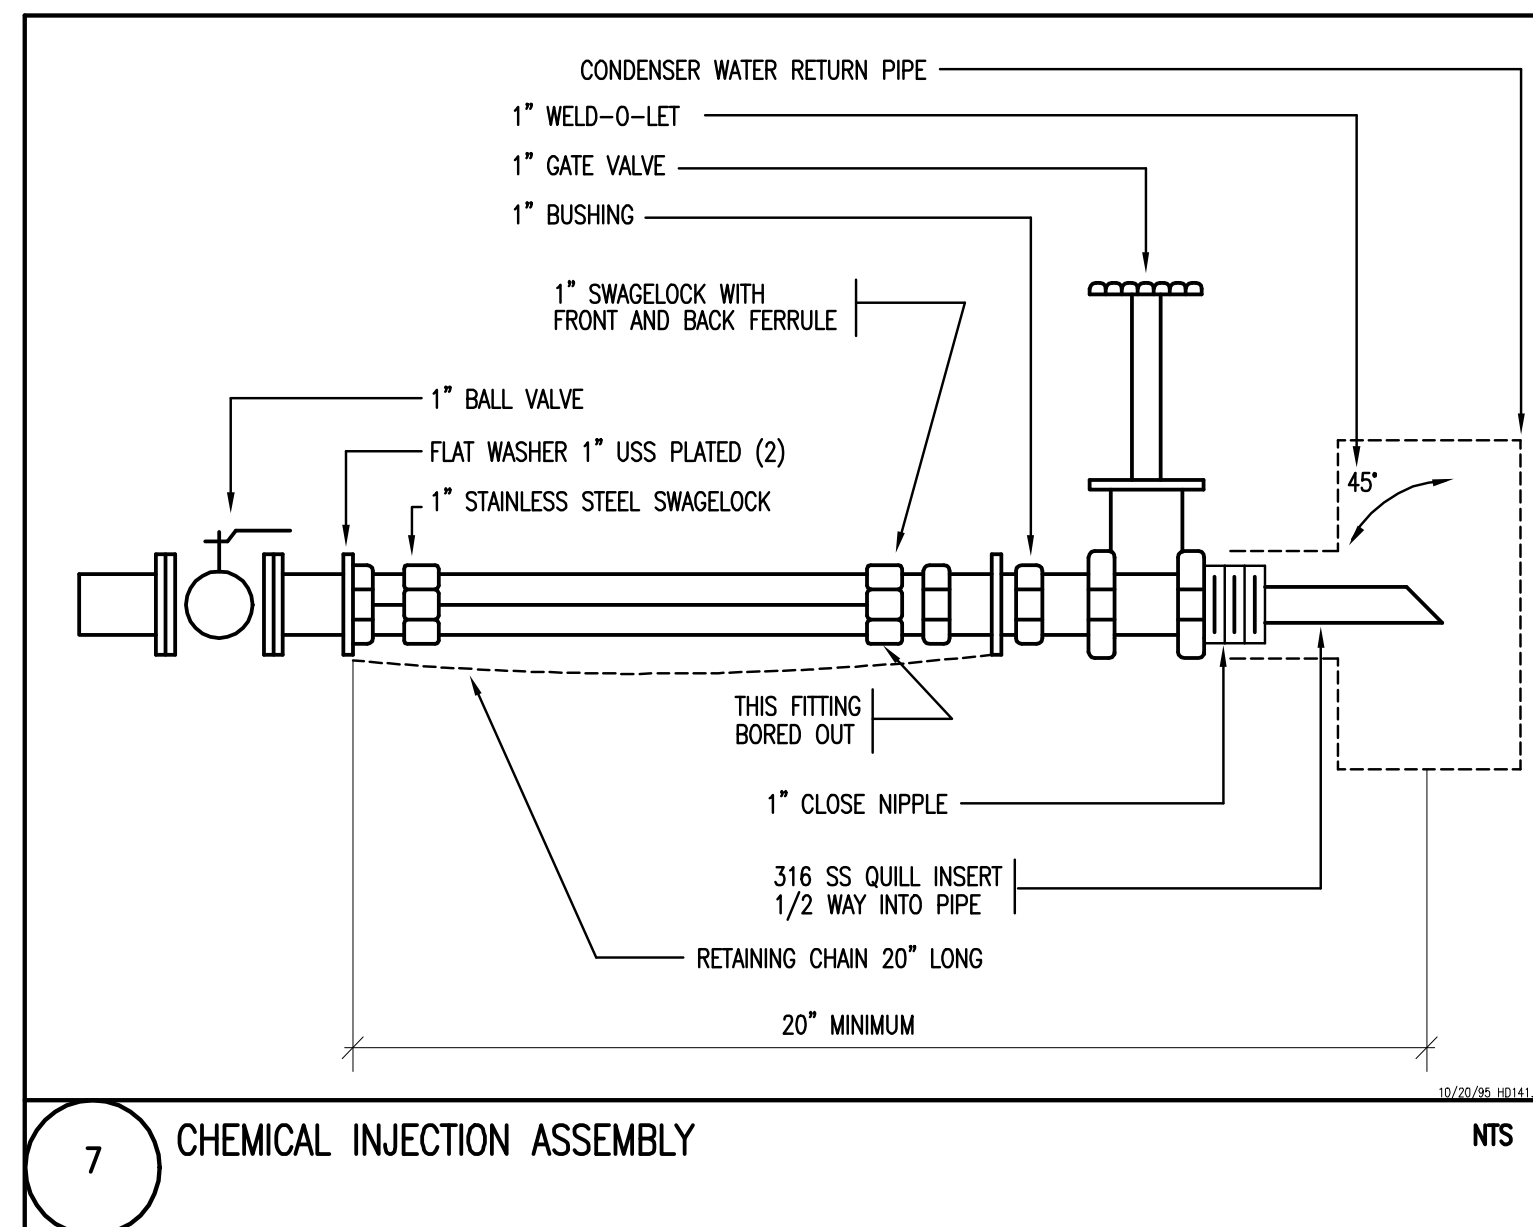 CONDENSER WATER RETURN PIPE
1” WELD-O-LET
1” GATE VALVE
1” BUSHING
1” SWAGELOCK WITH
FRONT AND BACK FERRULE
1” BALL VALVE
FLAT WASHER 1” USS PLATED (2)
1” STAINLESS STEEL SWAGELOCK
45°
THIS FITTING
BORED OUT
1” CLOSE NIPPLE
316 SS QUILL INSERT
1/2 WAY INTO PIPE
RETAINING CHAIN 20” LONG
20” MINIMUM
10/20/95 HD141.
7
CHEMICAL INJECTION ASSEMBLY
NTS